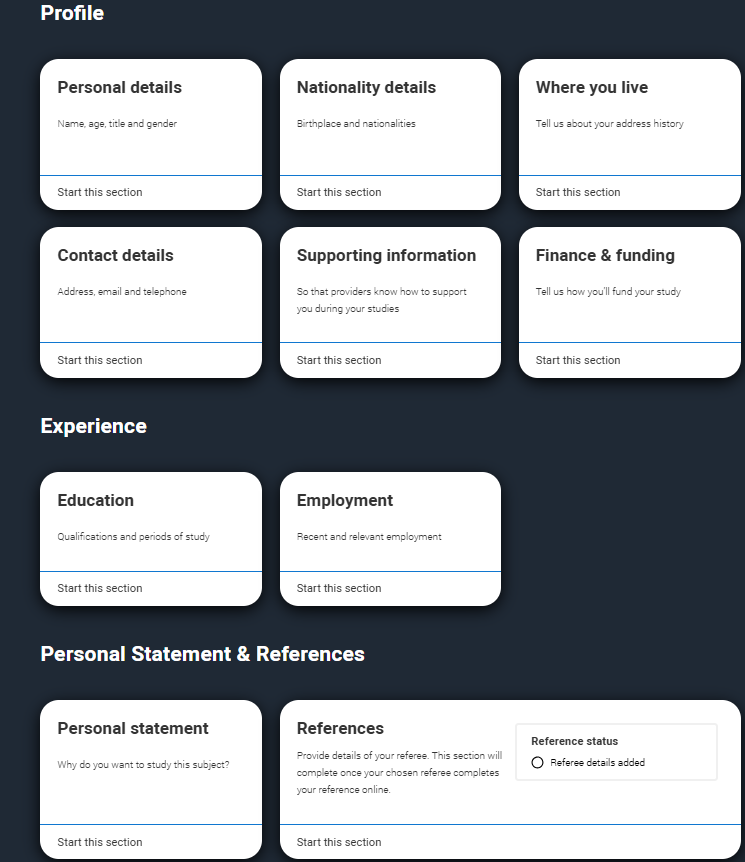 Profile
Personal details
Name, age, title and gender
Start this section
Nationality details
Birthplace and nationalities
Start this section
Where you live
Tell us about your address history
Start this section
Contact details
Address, email and telephone
Start this section
Supporting information
So that providers know how to support
you during your studies
Start this section
Finance & funding
Tell us how you'll fund your study
Start this section
Experience
Education
Qualifications and periods of study
Start this section
Employment
Recent and relevant employment
Start this section
Personal Statement & References
Personal statement
Why do you want to study this subject?
Start this section
References
Provide details of your referee. This section will
complete once your chosen referee completes
your reference online.
Reference status
Referee details added
Start this section